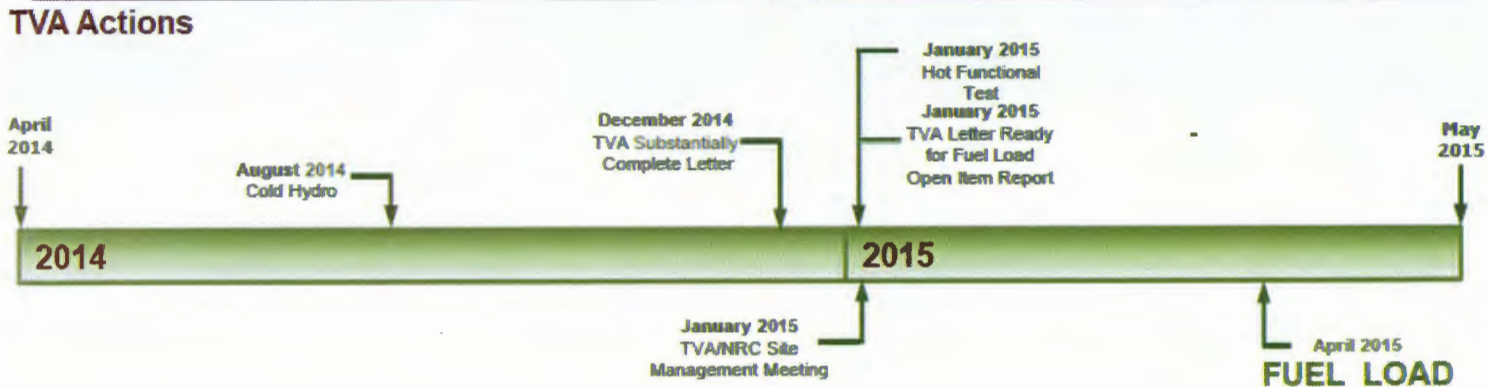 TVA Actions
April
2014
August 2014
Cold Hydro
December 2014
TVA Substantially
Complete Letter
January 2015
Hot Functional
Test
January 2015
TVA Letter Ready
for Fuel Load
Open Item Report
May
2015
2014
2015
January 2015
TVA/NRC Site
Management Meeting
April 2015
FUEL LOAD